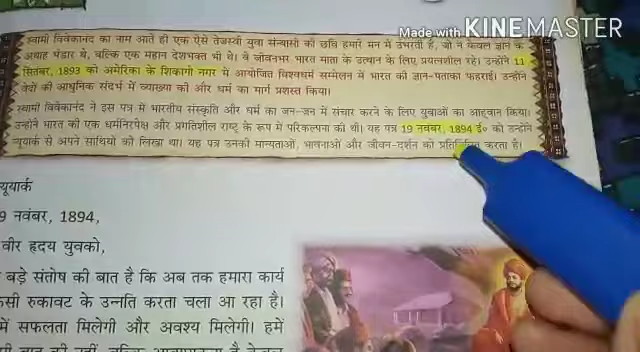 Made with KINEMASTER
स्वामी विवेकानंद का नाम आते ही एक ऐसे तेजस्वी युवा संन्यासी की छवि हमारे मन में उभरती है, जो न केवल ज्ञान के
अथाह भंडार थे, बल्कि एक महान देशभक्त भी थे। वे जीवनभर भारत माता के उत्थान के लिए प्रयत्नशील रहे। उन्होंने 11
सितंबर, 1893 को अमेरिका के शिकागो नगर में आयोजित विश्वधर्म सम्मेलन में भारत की ज्ञान-पताका फहराई। उन्होंने
वेदों की आधुनिक संदर्भ में व्याख्या की और धर्म का मार्ग प्रशस्त किया।
स्वामी विवेकानंद ने इस पत्र में भारतीय संस्कृति और धर्म का जन-जन में संचार करने के लिए युवाओं का आह्वान किया।
उन्होंने भारत की एक धर्मनिरपेक्ष और प्रगतिशील राष्ट्र के रूप में परिकल्पना की थी। यह पत्र 19 नवंबर, 1894 ई० को उन्होंने
न्यूयार्क से अपने साथियों को लिखा था। यह पत्र उनकी मान्यताओं, भावनाओं और जीवन-दर्शन को करता है।
यूयार्क
9 नवंबर, 1894,
वीर हृदय युवको,
बड़े संतोष की बात है कि अब तक हमारा कार्य
सी रुकावट के उन्नति करता चला आ रहा है।
में सफलता मिलेगी और अवश्य मिलेगी। हमें